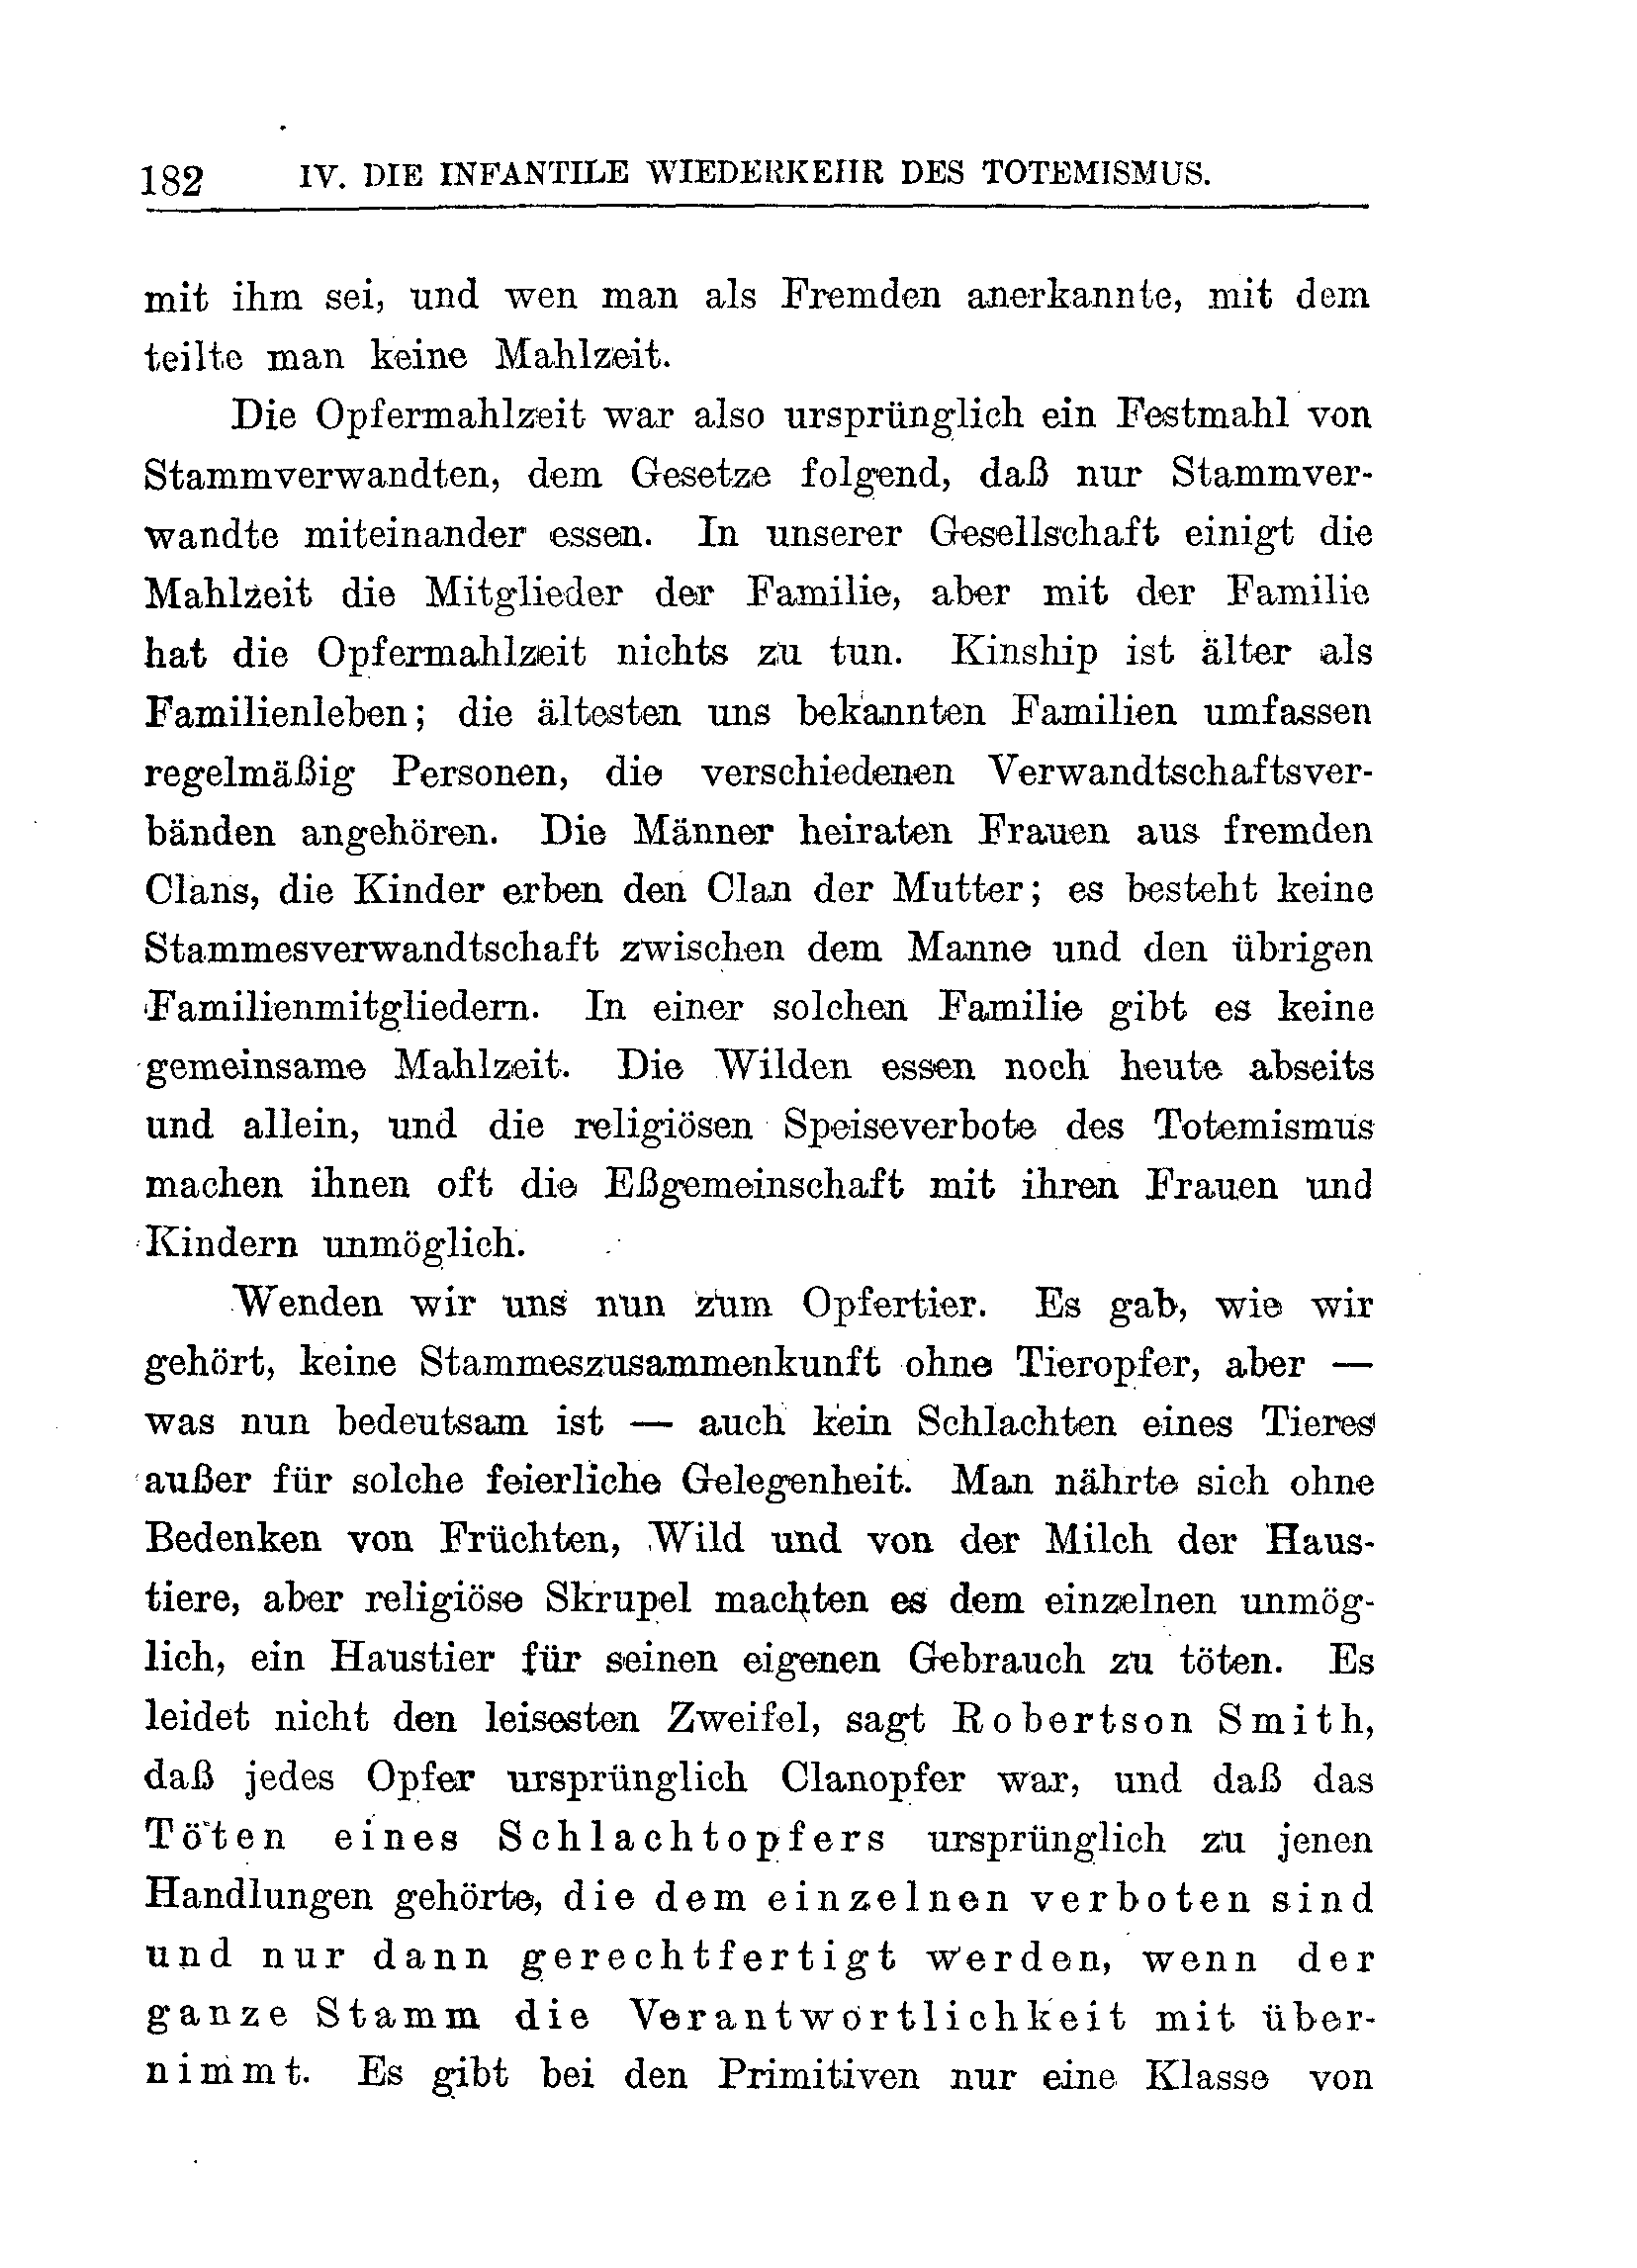 182 IV. DIE INFANTILE WIEDERKEHR DES TOTEMISMUS.
mit ihm sei, und wen man als Fremden anerkannte, mit dem
teilte man keine Mahlzeit.
Die Opfermahlzeit war also ursprünglich ein Festmahl von
Stammverwandten, dem Gesetze folgend, daß nur Stammver-
wandte miteinander essen. In unserer Gesellschaft einigt die
Mahlzeit die Mitglieder der Familie, aber mit der Familie
hat die Opfermahlzeit nichts zu tun. Kinship ist älter als
Familienleben; die ältesten uns bekannten Familien umfassen
regelmäßig Personen, die verschiedenen Verwandtschaftsver-
bänden angehören. Die Männer heiraten Frauen aus fremden
Clans, die Kinder erben den Clan der Mutter; es besteht keine
Stammesverwandtschaft zwischen dem Manne und den übrigen
Familienmitgliedern. In einer solchen Familie gibt es keine
gemeinsame Mahlzeit. Die Wilden essen noch heute abseits
und allein, und die religiösen Speiseverbote des Totemismus
machen ihnen oft die Eßgemeinschaft mit ihren Frauen und
Kindern unmöglich.
Wenden wir uns nun zum Opfertier. Es gab, wie wir
gehört, keine Stammeszusammenkunft ohne Tieropfer, aber —
was nun bedeutsam ist — auch kein Schlachten eines Tieres
außer für solche feierliche Gelegenheit. Man nährte sich ohne
Bedenken von Früchten, Wild und von der Milch der Haus-
tiere, aber religiöse Skrupel machten es dem einzelnen unmög-
lich, ein Haustier für seinen eigenen Gebrauch zu töten. Es
leidet nicht den leisesten Zweifel, sagt Robertson Smith,
daß jedes Opfer ursprünglich Clanopfer war, und daß das
Töten eines Schlachtopfers ursprünglich zu jenen
Handlungen gehörte, die dem einzelnen verboten sind
und nur dann gerechtfertigt werden, wenn der
ganze Stamm die Verantwortlichkeit mit über-
nimmt. Es gibt bei den Primitiven nur eine Klasse von